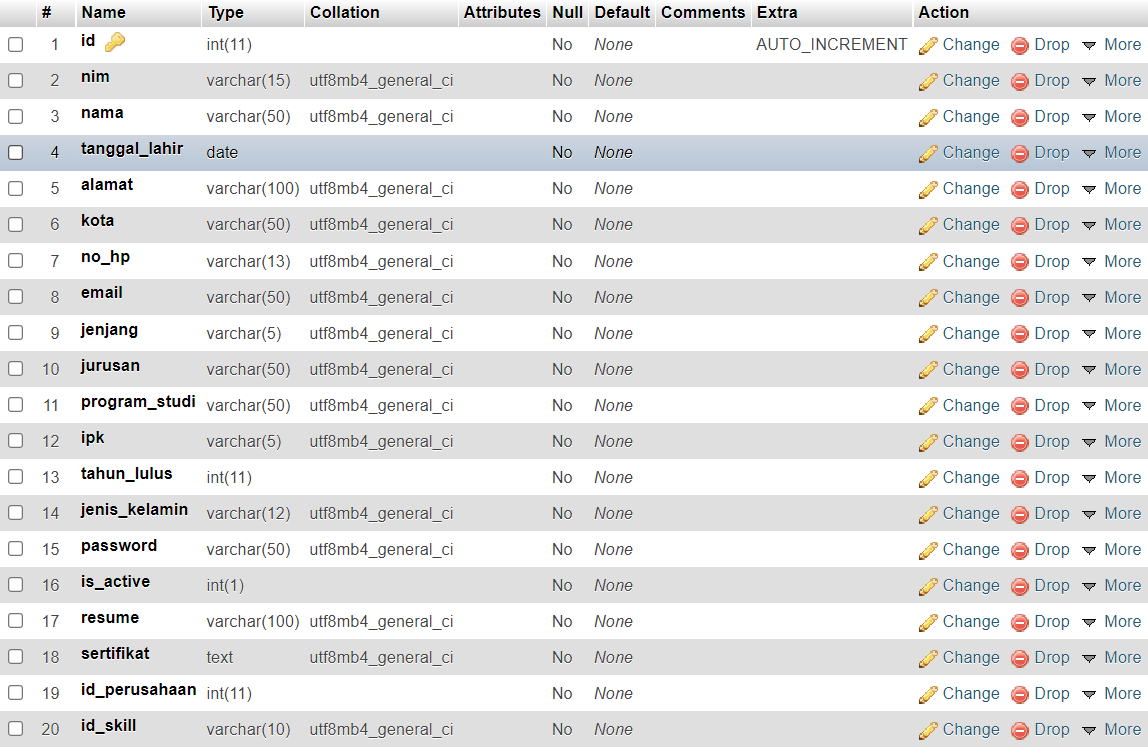 # Name Type Collation Attributes Null Default Comments Extra Action
1 id int(11) No None AUTO_INCREMENT Change Drop More
2 nim varchar(15) utf8mb4_general_ci No None Change Drop More
3 nama varchar(50) utf8mb4_general_ci No None Change Drop More
4 tanggal_lahir date No None Change Drop More
5 alamat varchar(100) utf8mb4_general_ci No None Change Drop More
6 kota varchar(50) utf8mb4_general_ci No None Change Drop More
7 no_hp varchar(13) utf8mb4_general_ci No None Change Drop More
8 email varchar(50) utf8mb4_general_ci No None Change Drop More
9 jenjang varchar(5) utf8mb4_general_ci No None Change Drop More
10 jurusan varchar(50) utf8mb4_general_ci No None Change Drop More
11 program_studi varchar(50) utf8mb4_general_ci No None Change Drop More
12 ipk varchar(5) utf8mb4_general_ci No None Change Drop More
13 tahun_lulus int(11) No None Change Drop More
14 jenis_kelamin varchar(12) utf8mb4_general_ci No None Change Drop More
15 password varchar(50) utf8mb4_general_ci No None Change Drop More
16 is_active int(1) No None Change Drop More
17 resume varchar(100) utf8mb4_general_ci No None Change Drop More
18 sertifikat text utf8mb4_general_ci No None Change Drop More
19 id_perusahaan int(11) No None Change Drop More
20 id_skill varchar(10) utf8mb4_general_ci No None Change Drop More